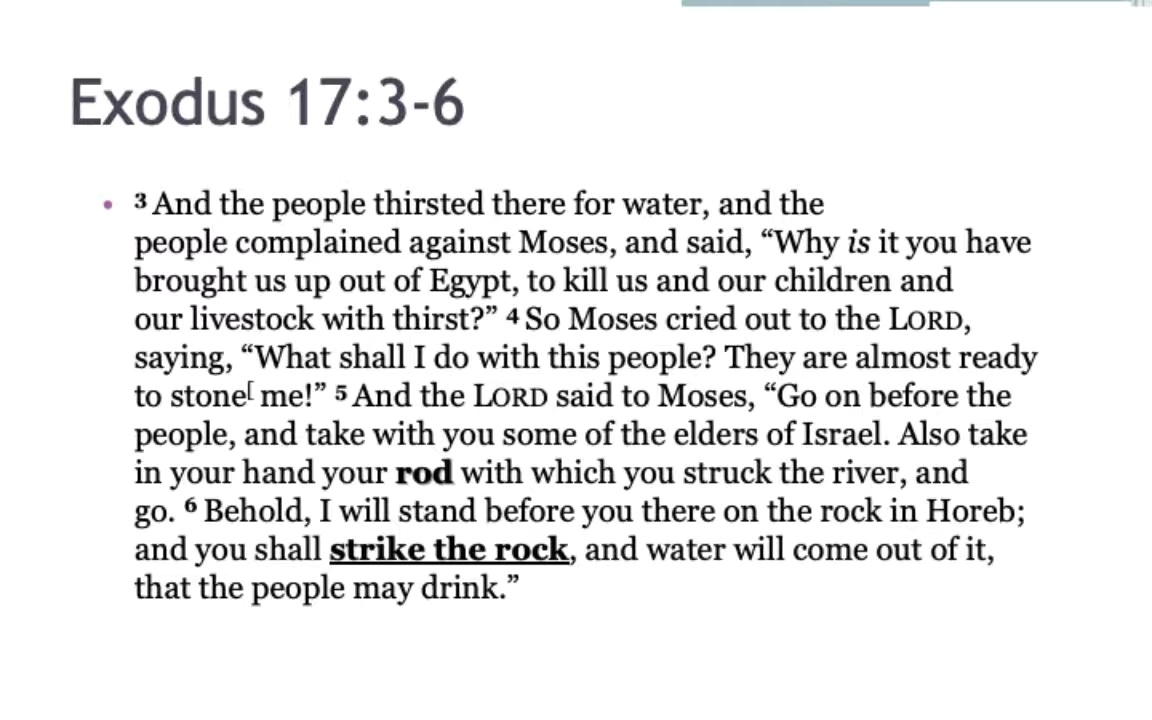 Exodus 17:3-6
• ³ And the people thirsted there for water, and the
people complained against Moses, and said, “Why is it you have
brought us up out of Egypt, to kill us and our children and
our livestock with thirst?” ⁴ So Moses cried out to the LORD,
saying, “What shall I do with this people? They are almost ready
to stone[ me!” ⁵ And the LORD said to Moses, “Go on before the
people, and take with you some of the elders of Israel. Also take
in your hand your rod with which you struck the river, and
go. ⁶ Behold, I will stand before you there on the rock in Horeb;
and you shall strike the rock, and water will come out of it,
that the people may drink.”